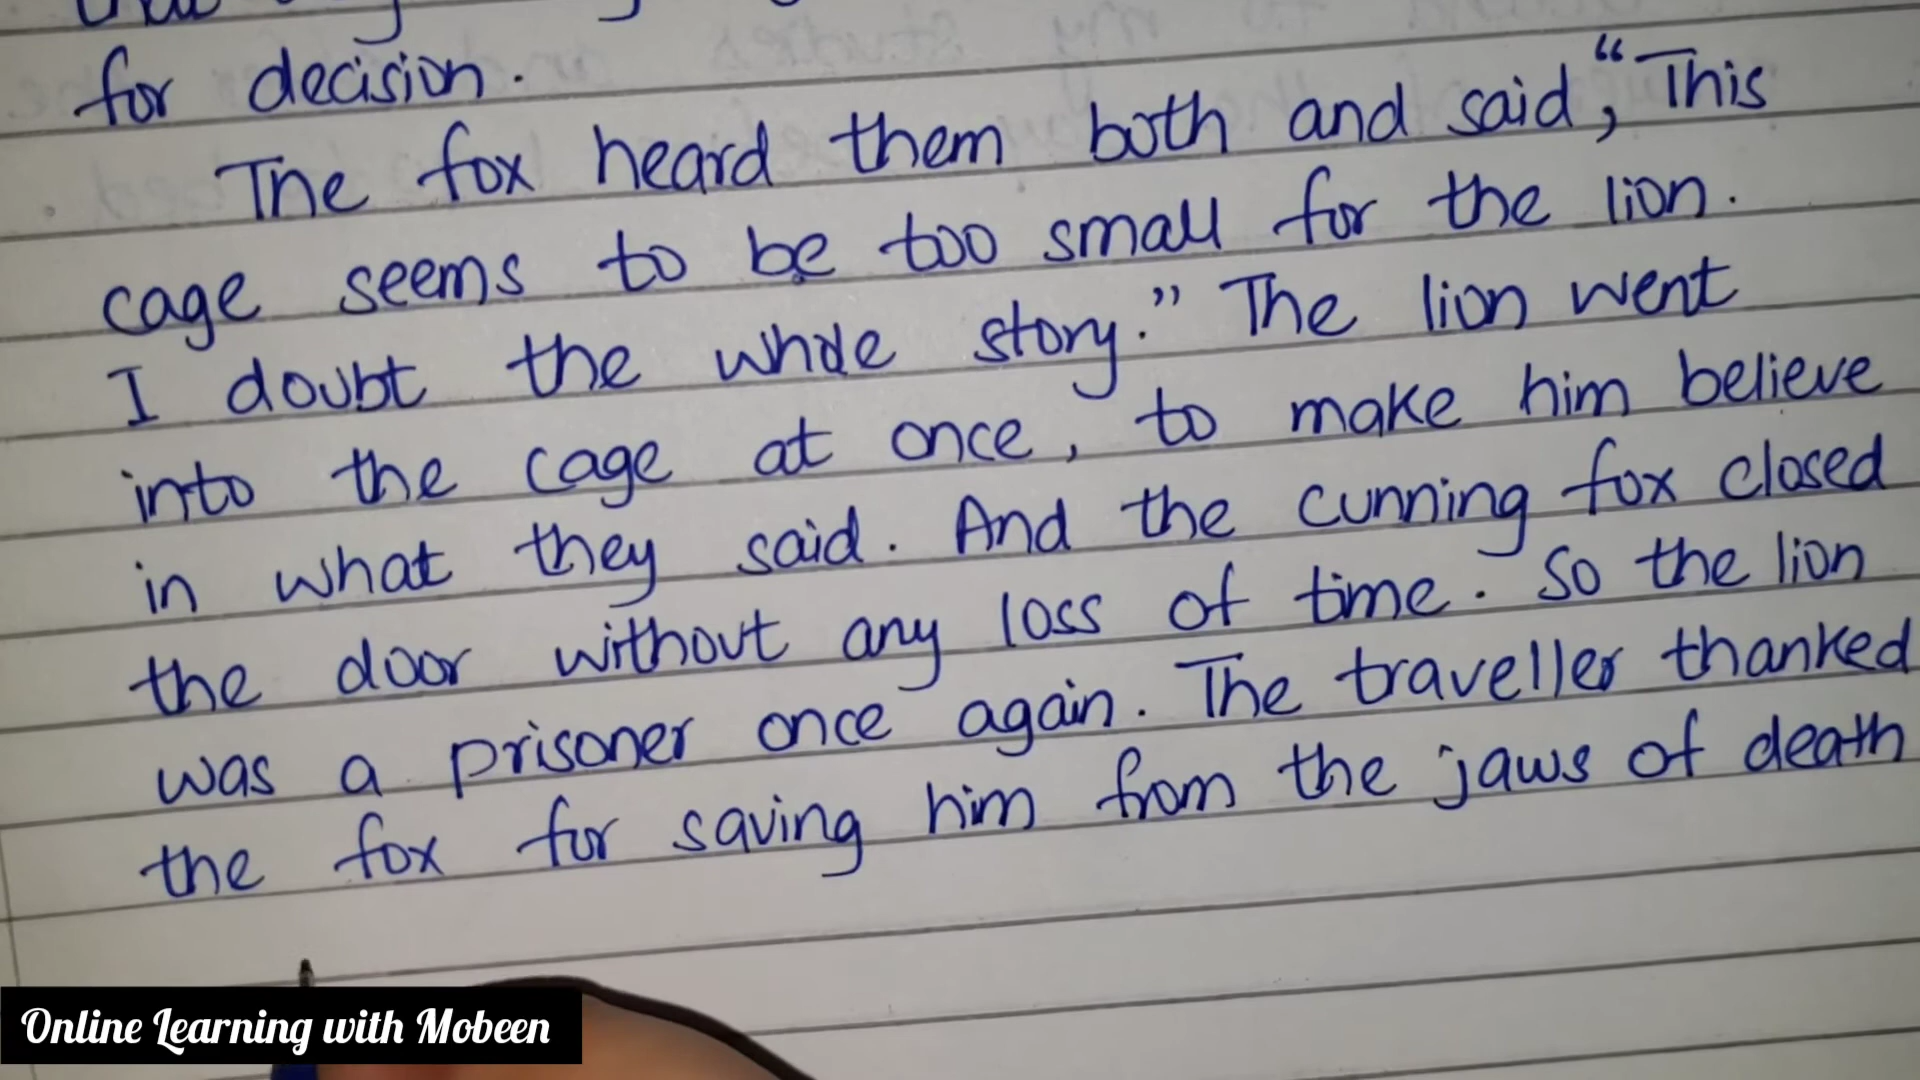 for decision.
The fox heard them both and said, "This
cage seems to be too small for the lion.
I doubt the whole story." The lion went
into the cage at once, to make him believe
in what they said. And the cunning fox closed
the door without any loss of time. So the lion
was a prisoner once again. The traveller thanked
the fox for saving him from the jaws of death
Online Learning with Mobeen